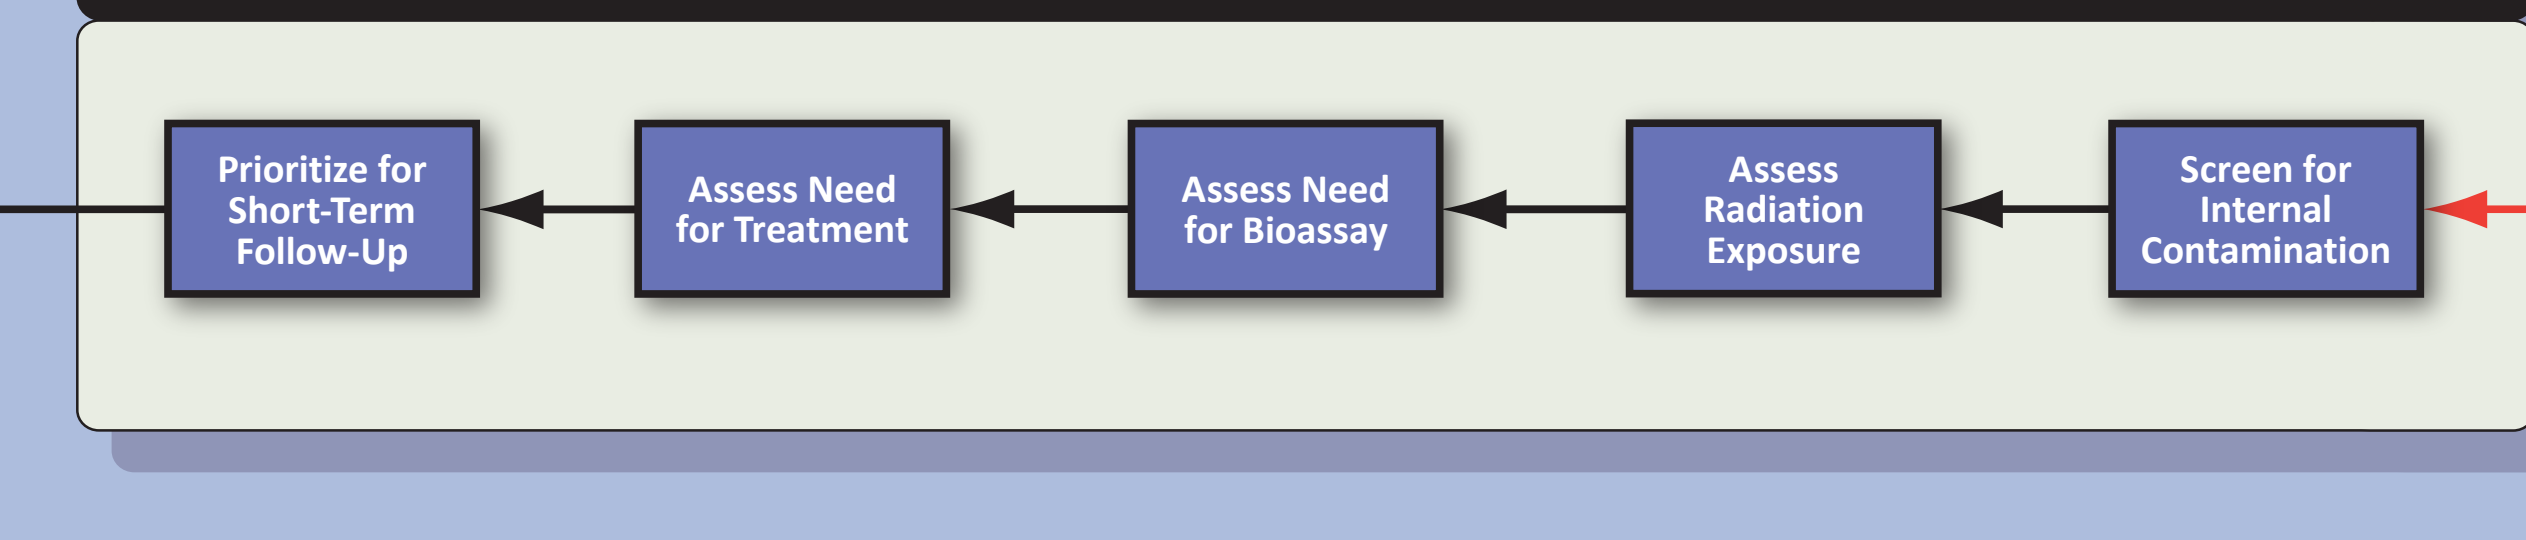 Prioritize for
Short-Term
Follow-Up
Assess Need
for Treatment
Assess Need
for Bioassay
Assess
Radiation
Exposure
Screen for
Internal
Contamination